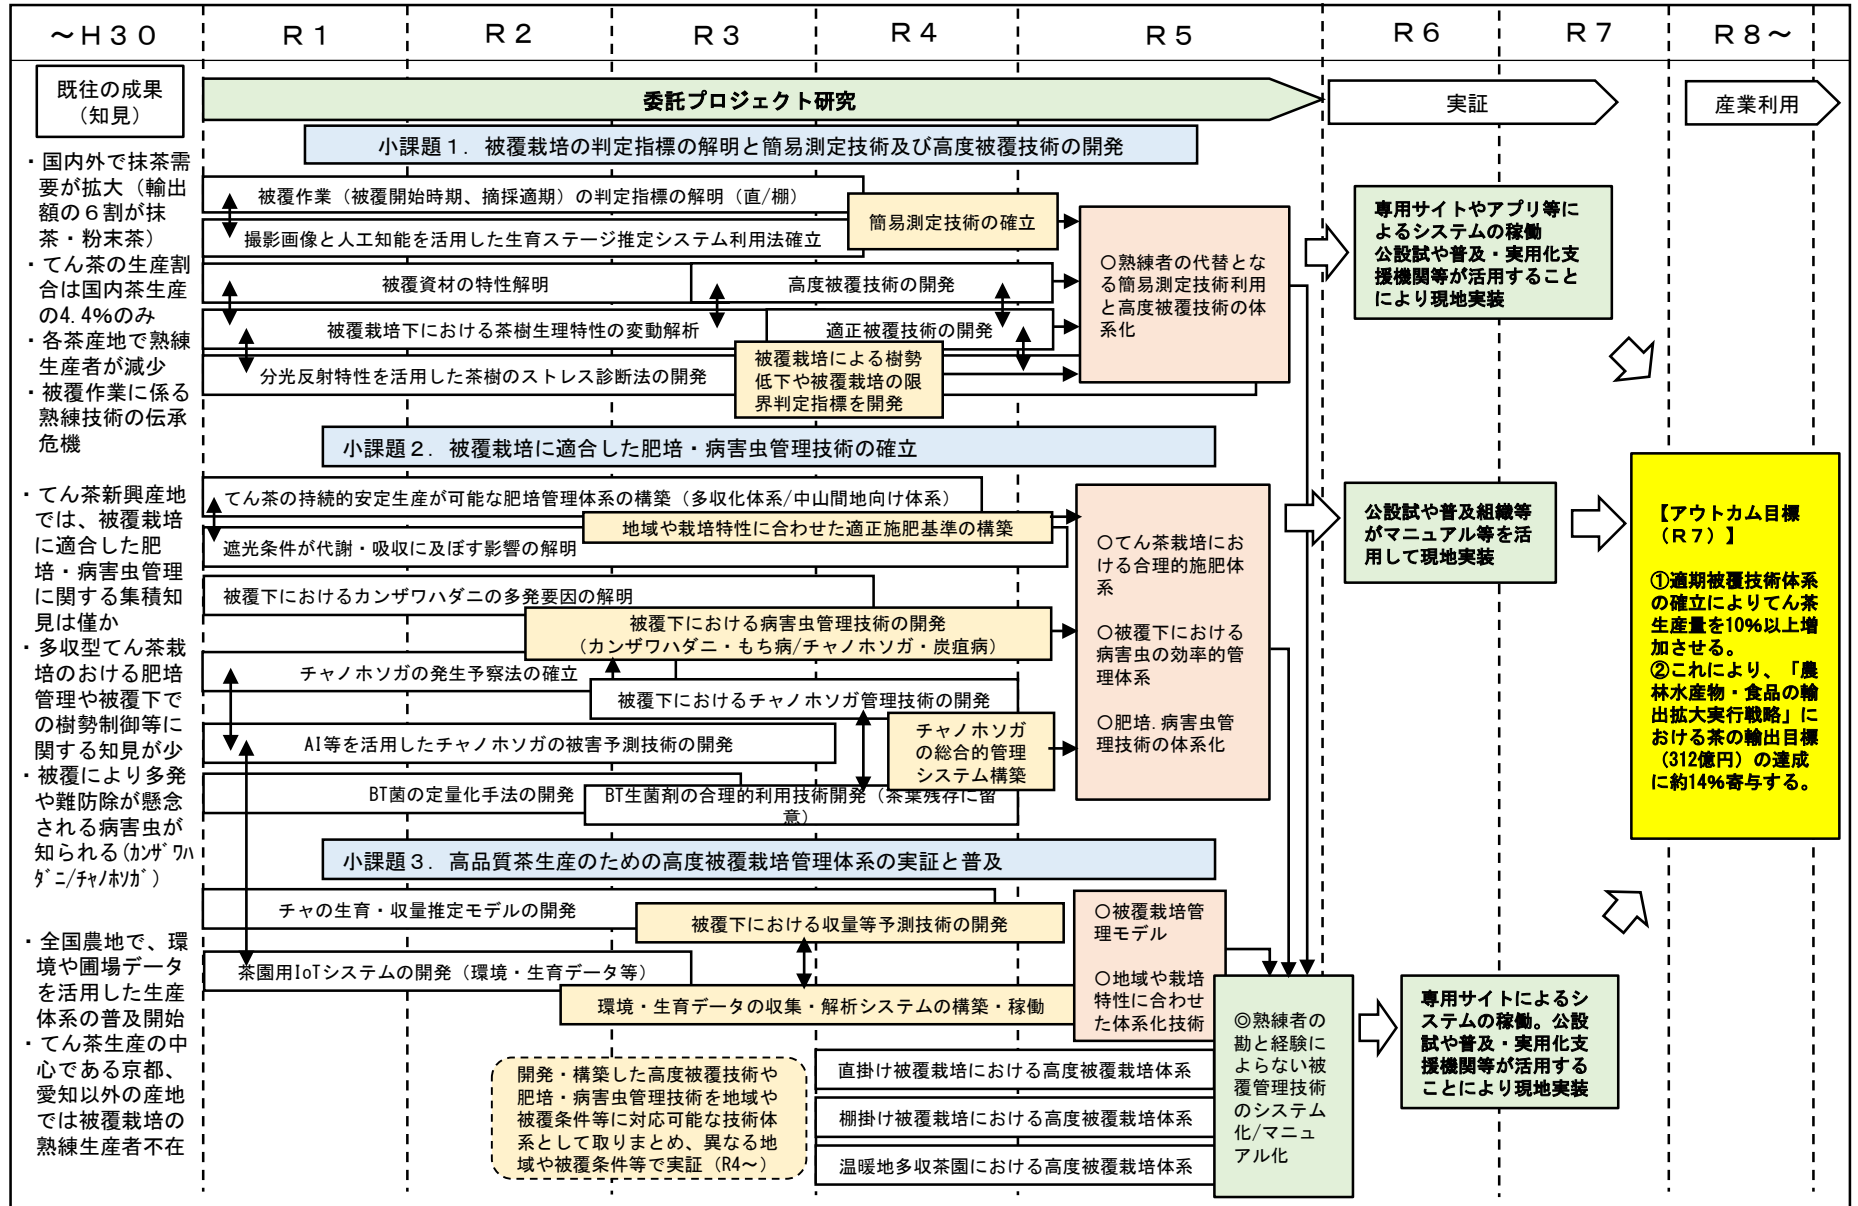 ～Ｈ３０
Ｒ１
Ｒ２
Ｒ３
Ｒ４
Ｒ５
Ｒ６
Ｒ７
Ｒ８～
既往の成果
（知見）
委託プロジェクト研究
実証
産業利用
・国内外で抹茶需
要が拡大（輸出
額の６割が抹
茶・粉末茶）
・てん茶の生産割
合は国内茶生産
の4.4%のみ
・各茶産地で熟練
生産者が減少
・被覆作業に係る
熟練技術の伝承
危機
・てん茶新興産地
では、被覆栽培
に適合した肥
培・病害虫管理
に関する集積知
見は僅か
・多収型てん茶栽
培のおける肥培
管理や被覆下で
の樹勢制御等に
関する知見が少
・被覆により多発
や難防除が懸念
される病害虫が
知られる(ｶﾝｻﾞﾜﾊ
ﾀﾞﾆ/ﾁｬﾉﾎｿｶﾞ)
・全国農地で、環
境や圃場データ
を活用した生産
体系の普及開始
・てん茶生産の中
心である京都、
愛知以外の産地
では被覆栽培の
熟練生産者不在
小課題１．被覆栽培の判定指標の解明と簡易測定技術及び高度被覆技術の開発
被覆作業（被覆開始時期、摘採適期）の判定指標の解明（直/棚）
撮影画像と人工知能を活用した生育ステージ推定システム利用法確立
簡易測定技術の確立
被覆資材の特性解明
高度被覆技術の開発
被覆栽培下における茶樹生理特性の変動解析
適正被覆技術の開発
分光反射特性を活用した茶樹のストレス診断法の開発
被覆栽培による樹勢
低下や被覆栽培の限
界判定指標を開発
○熟練者の代替とな
る簡易測定技術利用
と高度被覆技術の体
系化
専用サイトやアプリ等に
よるシステムの稼働
公設試や普及・実用化支
援機関等が活用すること
により現地実装
小課題２．被覆栽培に適合した肥培・病害虫管理技術の確立
てん茶の持続的安定生産が可能な肥培管理体系の構築（多収化体系/中山間地向け体系）
地域や栽培特性に合わせた適正施肥基準の構築
遮光条件が代謝・吸収に及ぼす影響の解明
被覆下におけるカンザワハダニの多発要因の解明
被覆下における病害虫管理技術の開発
（カンザワハダニ・もち病/チャノホソガ・炭疽病）
チャノホソガの発生予察法の確立
被覆下におけるチャノホソガ管理技術の開発
AI等を活用したチャノホソガの被害予測技術の開発
チャノホソガ
の総合的管理
システム構築
BT菌の定量化手法の開発
BT生菌剤の合理的利用技術開発（茶葉残存に留
意）
○てん茶栽培にお
ける合理的施肥体
系
○被覆下における
病害虫の効率的管
理体系
○肥培.病害虫管
理技術の体系化
公設試や普及組織等
がマニュアル等を活
用して現地実装
【アウトカム目標
（Ｒ７）】
①適期被覆技術体系
の確立によりてん茶
生産量を10%以上増
加させる。
②これにより、「農
林水産物・食品の輸
出拡大実行戦略」に
おける茶の輸出目標
（312億円）の達成
に約14%寄与する。
小課題３．高品質茶生産のための高度被覆栽培管理体系の実証と普及
チャの生育・収量推定モデルの開発
被覆下における収量等予測技術の開発
茶園用IoTシステムの開発（環境・生育データ等）
環境・生育データの収集・解析システムの構築・稼働
○被覆栽培管
理モデル
○地域や栽培
特性に合わせ
た体系化技術
開発・構築した高度被覆技術や
肥培・病害虫管理技術を地域や
被覆条件等に対応可能な技術体
系として取りまとめ、異なる地
域や被覆条件等で実証（R4～）
直掛け被覆栽培における高度被覆栽培体系
棚掛け被覆栽培における高度被覆栽培体系
温暖地多収茶園における高度被覆栽培体系
◎熟練者の
勘と経験に
よらない被
覆管理技術
のシステム
化/マニュ
アル化
専用サイトによるシ
ステムの稼働。公設
試や普及・実用化支
援機関等が活用する
ことにより現地実装